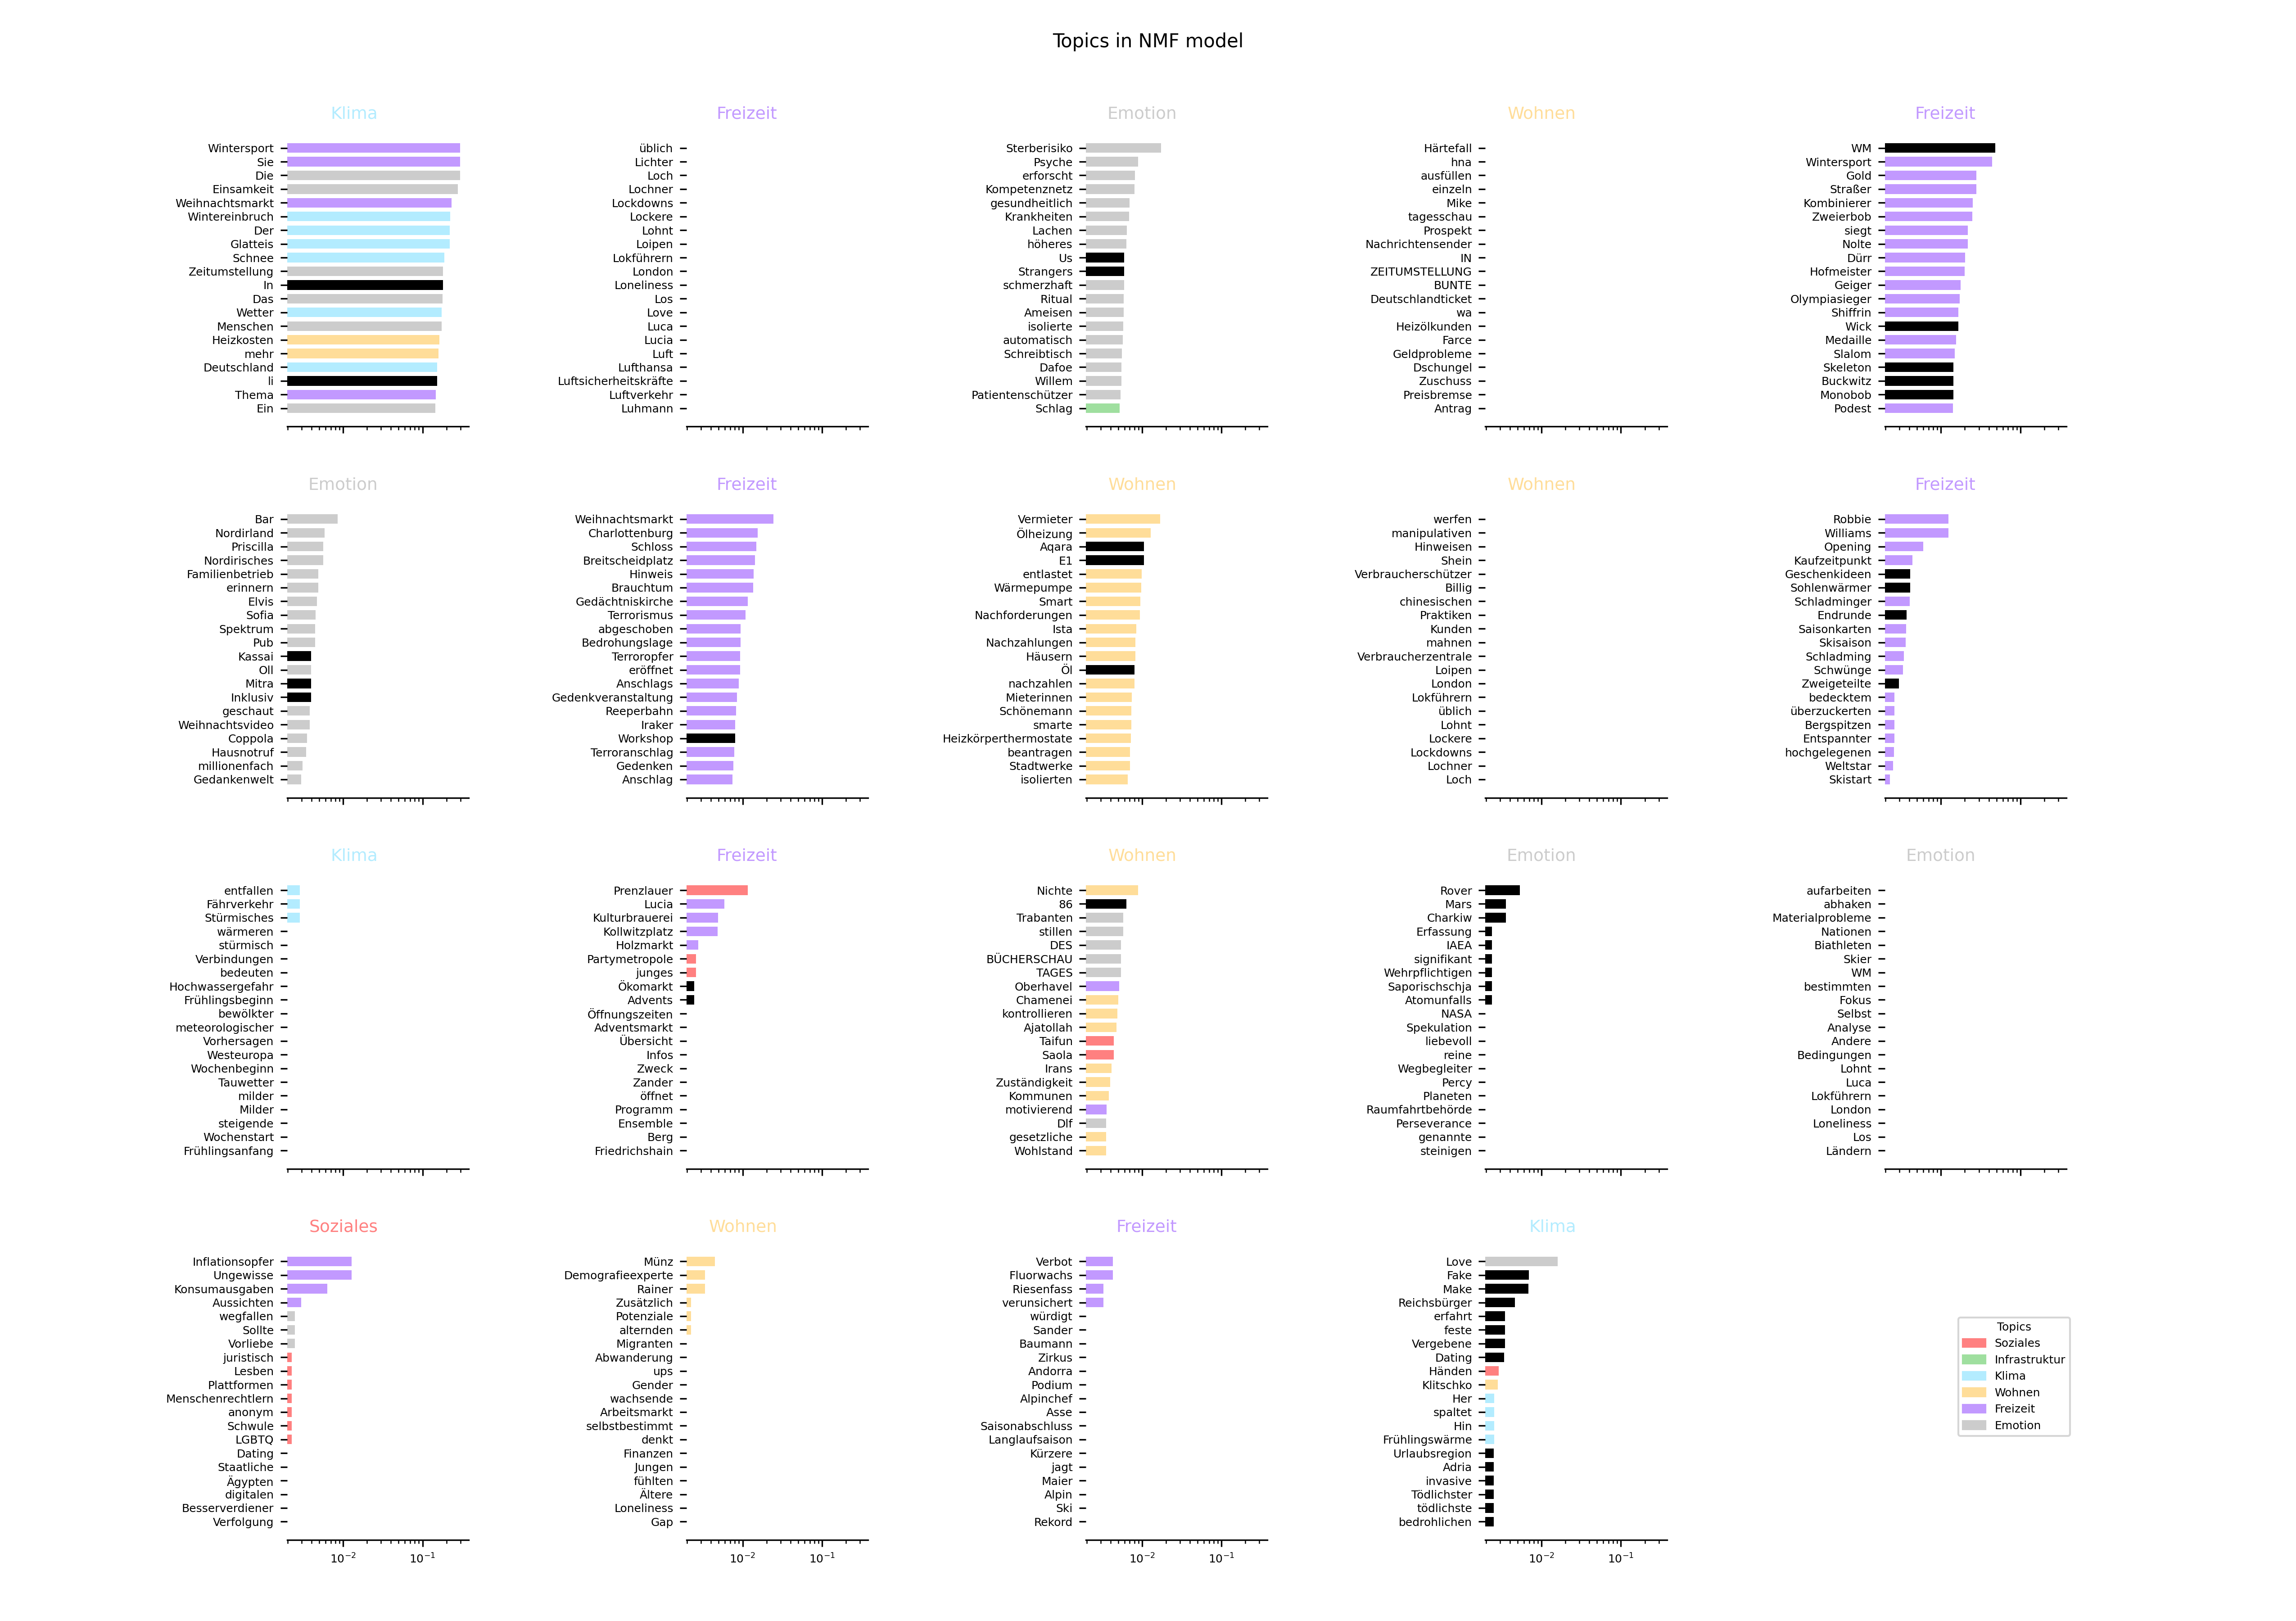 Topics in NMF model
Klima
Wintersport
Sie
Die
Einsamkeit
Weihnachtsmarkt
Wintereinbruch
Der
Glatteis
Schnee
Zeitumstellung
In
Das
Wetter
Menschen
Heizkosten
mehr
Deutschland
li
Thema
Ein
Freizeit
üblich
Lichter
Loch
Lochner
Lockdowns
Lockere
Lohnt
Loipen
Lokführern
London
Loneliness
Los
Love
Luca
Lucia
Luft
Lufthansa
Luftsicherheitskräfte
Luftverkehr
Luhmann
Emotion
Sterberisiko
Psyche
erforscht
Kompetenznetz
gesundheitlich
Krankheiten
Lachen
höheres
Us
Strangers
schmerzhaft
Ritual
Ameisen
isolierte
automatisch
Schreibtisch
Dafoe
Willem
Patientenschützer
Schlag
Wohnen
Härtefall
hna
ausfüllen
einzeln
Mike
tagesschau
Prospekt
Nachrichtensender
IN
ZEITUMSTELLUNG
BUNTE
Deutschlandticket
wa
Heizölkunden
Farce
Geldprobleme
Dschungel
Zuschuss
Preisbremse
Antrag
Freizeit
WM
Wintersport
Gold
Straßer
Kombinierer
Zweierbob
siegt
Nolte
Dürr
Hofmeister
Geiger
Olympiasieger
Shiffrin
Wick
Medaille
Slalom
Skeleton
Buckwitz
Monobob
Podest
Emotion
Bar
Nordirland
Priscilla
Nordirisches
Familienbetrieb
erinnern
Elvis
Sofia
Spektrum
Pub
Kassai
Oll
Mitra
Inklusiv
geschaut
Weihnachtsvideo
Coppola
Hausnotruf
millionenfach
Gedankenwelt
Freizeit
Weihnachtsmarkt
Charlottenburg
Schloss
Breitscheidplatz
Hinweis
Brauchtum
Gedächtniskirche
Terrorismus
abgeschoben
Bedrohungslage
Terroropfer
eröffnet
Anschlags
Gedenkveranstaltung
Reeperbahn
Iraker
Workshop
Terroranschlag
Gedenken
Anschlag
Wohnen
Vermieter
Ölheizung
Aqara
E1
entlastet
Wärmepumpe
Smart
Nachforderungen
Ista
Nachzahlungen
Häusern
Öl
nachzahlen
Mieterinnen
Schönemann
smarte
Heizkörperthermostate
beantragen
Stadtwerke
isolierten
Wohnen
werfen
manipulativen
Hinweisen
Shein
Verbraucherschützer
Billig
chinesischen
Praktiken
Kunden
mahnen
Verbraucherzentrale
Loipen
London
Lokführern
üblich
Lohnt
Lockere
Lockdowns
Lochner
Loch
Freizeit
Robbie
Williams
Opening
Kaufzeitpunkt
Geschenkideen
Sohlenwärmer
Schladminger
Endrunde
Saisonkarten
Skisaison
Schladming
Schwünge
Zweigeteilte
bedecktem
überzuckerten
Bergspitzen
Entspannter
hochgelegenen
Weltstar
Skistart
Klima
entfallen
Fährverkehr
Stürmisches
wärmeren
stürmisch
Verbindungen
bedeuten
Hochwassergefahr
Frühlingsbeginn
bewölkter
meteorologischer
Vorhersagen
Westeuropa
Wochenbeginn
Tauwetter
milder
Milder
steigende
Wochenstart
Frühlingsanfang
Freizeit
Prenzlauer
Lucia
Kulturbrauerei
Kollwitzplatz
Holzmarkt
Partymetropole
junges
Ökomarkt
Advents
Öffnungszeiten
Adventsmarkt
Übersicht
Infos
Zweck
Zander
öffnet
Programm
Ensemble
Berg
Friedrichshain
Wohnen
Nichte
86
Trabanten
stillen
DES
BÜCHERSCHAU
TAGES
Oberhavel
Chamenei
kontrollieren
Ajatollah
Taifun
Saola
Irans
Zuständigkeit
Kommunen
motivierend
Dlf
gesetzliche
Wohlstand
Emotion
Rover
Mars
Charkiw
Erfassung
IAEA
signifikant
Wehrpflichtigen
Saporischschja
Atomunfalls
NASA
Spekulation
liebevoll
reine
Wegbegleiter
Percy
Planeten
Raumfahrtbehörde
Perseverance
genannte
steinigen
Emotion
aufarbeiten
abhaken
Materialprobleme
Nationen
Biathleten
Skier
WM
bestimmten
Fokus
Selbst
Analyse
Andere
Bedingungen
Lohnt
Luca
Lokführern
London
Loneliness
Los
Ländern
Soziales
Inflationsopfer
Ungewisse
Konsumausgaben
Aussichten
wegfallen
Sollte
Vorliebe
juristisch
Lesben
Plattformen
Menschenrechtlern
anonym
Schwule
LGBTQ
Dating
Staatliche
Ägypten
digitalen
Besserverdiener
Verfolgung
10⁻² 10⁻¹
Wohnen
Münz
Demografieexperte
Rainer
Zusätzlich
Potenziale
alternden
Migranten
Abwanderung
ups
Gender
wachsende
Arbeitsmarkt
selbstbestimmt
denkt
Finanzen
Jungen
fühlten
Ältere
Loneliness
Gap
10⁻² 10⁻¹
Freizeit
Verbot
Fluorwachs
Riesenfass
verunsichert
würdigt
Sander
Baumann
Zirkus
Andorra
Podium
Alpinchef
Asse
Saisonabschluss
Langlaufsaison
Kürzere
jagt
Maier
Alpin
Ski
Rekord
10⁻² 10⁻¹
Klima
Love
Fake
Make
Reichsbürger
erfahrt
feste
Vergebene
Dating
Händen
Klitschko
Her
spaltet
Hin
Frühlingswärme
Urlaubsregion
Adria
invasive
Tödlichster
tödlichste
bedrohlichen
10⁻² 10⁻¹
Topics
Soziales
Infrastruktur
Klima
Wohnen
Freizeit
Emotion